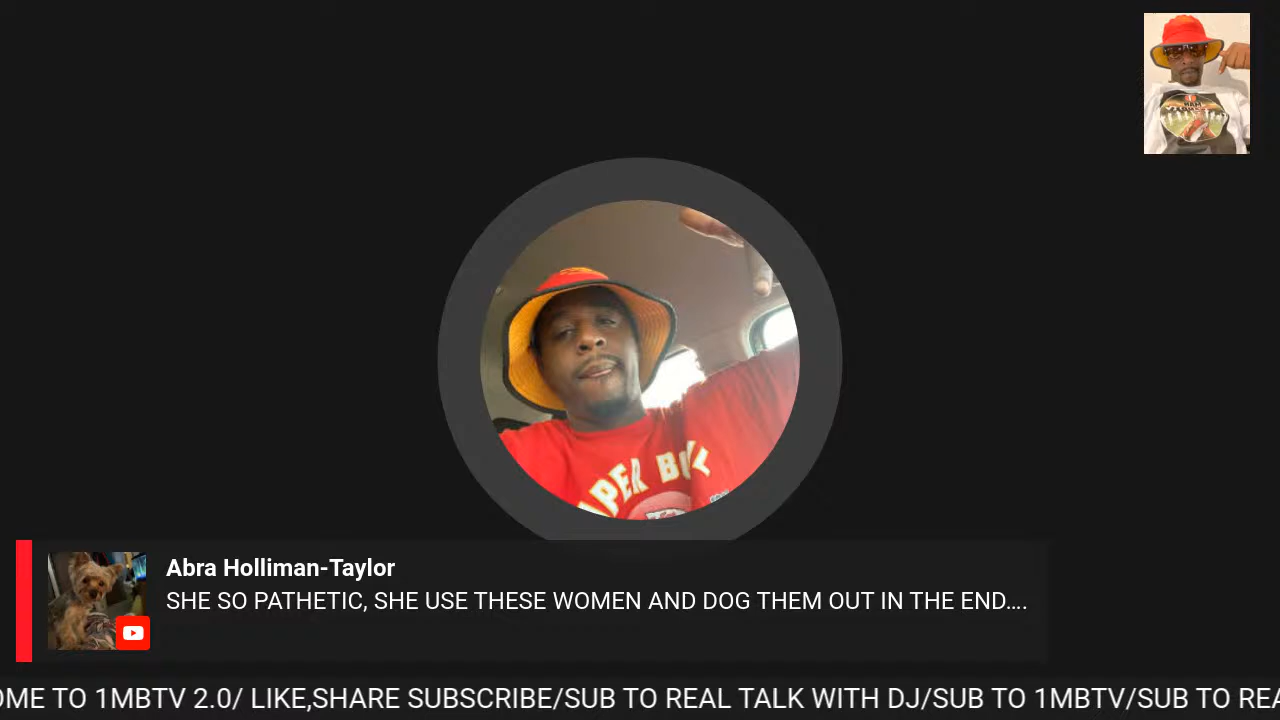 Abra Holliman-Taylor
SHE SO PATHETIC, SHE USE THESE WOMEN AND DOG THEM OUT IN THE END....
OME TO 1MBTV 2.0/ LIKE,SHARE SUBSCRIBE/SUB TO REAL TALK WITH DJ/SUB TO 1MBTV/SUB TO REA